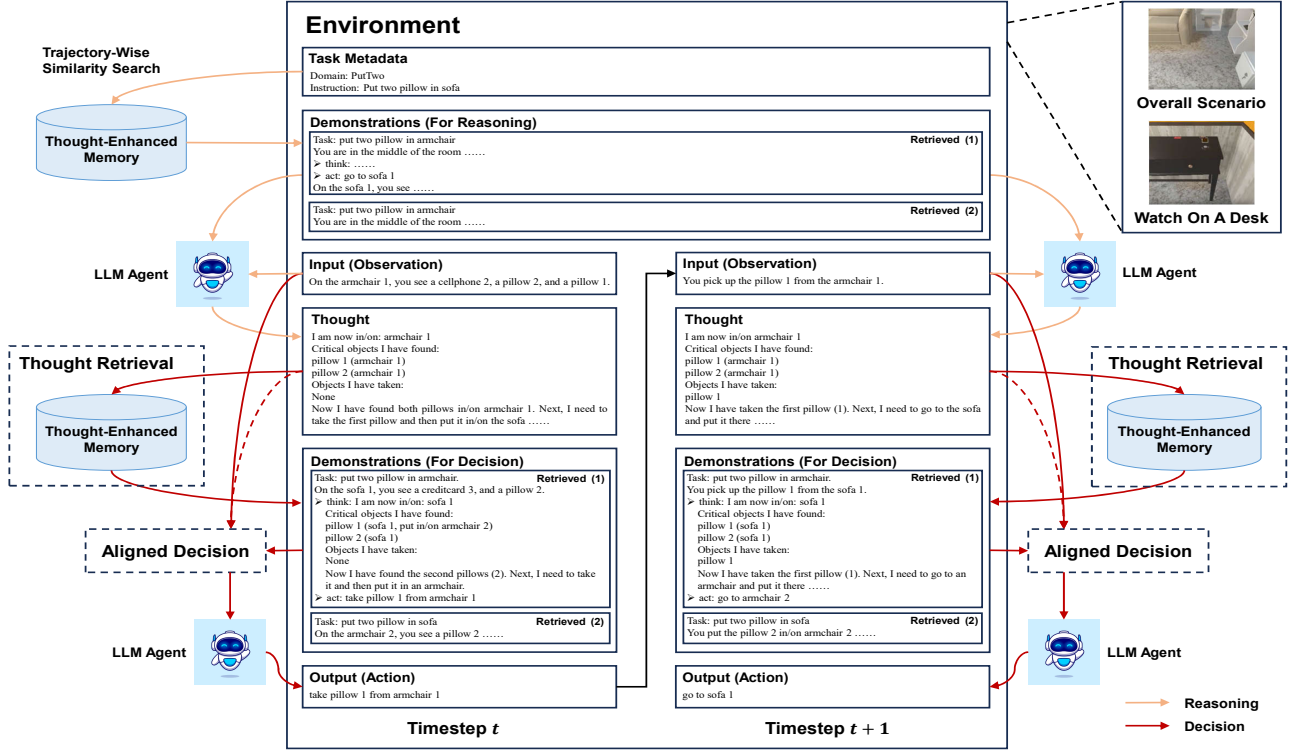 Environment
Trajectory-Wise
Similarity Search
Thought-Enhanced
Memory
Task Metadata
Domain: PutTwo
Instruction: Put two pillow in sofa
Demonstrations (For Reasoning)
Retrieved (1)
Task: put two pillow in armchair
You are in the middle of the room ……
➢ think: ……
➢ act: go to sofa 1
On the sofa 1, you see ……
Retrieved (2)
Task: put two pillow in armchair
You are in the middle of the room ……
Overall Scenario
Watch On A Desk
LLM Agent
Input (Observation)
On the armchair 1, you see a cellphone 2, a pillow 2, and a pillow 1.
Thought
I am now in/on: armchair 1
Critical objects I have found:
pillow 1 (armchair 1)
pillow 2 (armchair 1)
Objects I have taken:
None
Now I have found both pillows in/on armchair 1. Next, I need to
take the first pillow and then put it in/on the sofa ……
Thought Retrieval
Thought-Enhanced
Memory
Demonstrations (For Decision)
Retrieved (1)
Task: put two pillow in armchair.
On the sofa 1, you see a creditcard 3, and a pillow 2.
➢ think: I am now in/on: sofa 1
Critical objects I have found:
pillow 1 (sofa 1, put in/on armchair 2)
pillow 2 (sofa 1)
Objects I have taken:
None
Now I have found the second pillows (2). Next, I need to take
it and then put it in an armchair.
➢ act: take pillow 1 from armchair 1
Retrieved (2)
Task: put two pillow in sofa
On the armchair 2, you see a pillow 2 ……
Aligned Decision
LLM Agent
Output (Action)
take pillow 1 from armchair 1
Timestep t
Input (Observation)
You pick up the pillow 1 from the armchair 1.
LLM Agent
Thought
I am now in/on armchair 1
Critical objects I have found:
pillow 1 (armchair 1)
pillow 2 (armchair 1)
Objects I have taken:
pillow 1
Now I have taken the first pillow (1). Next, I need to go to the sofa
and put it there ……
Thought Retrieval
Thought-Enhanced
Memory
Demonstrations (For Decision)
Retrieved (1)
Task: put two pillow in armchair.
You pick up the pillow 1 from the sofa 1.
➢ think: I am now in/on: sofa 1
Critical objects I have found:
pillow 1 (sofa 1)
pillow 2 (sofa 1)
Objects I have taken:
pillow 1
Now I have taken the first pillow (1). Next, I need to go to an
armchair and put it there ……
➢ act: go to armchair 2
Retrieved (2)
Task: put two pillow in sofa
You put the pillow 2 in/on armchair 2 ……
Aligned Decision
LLM Agent
Output (Action)
go to sofa 1
Timestep t + 1
Reasoning
Decision